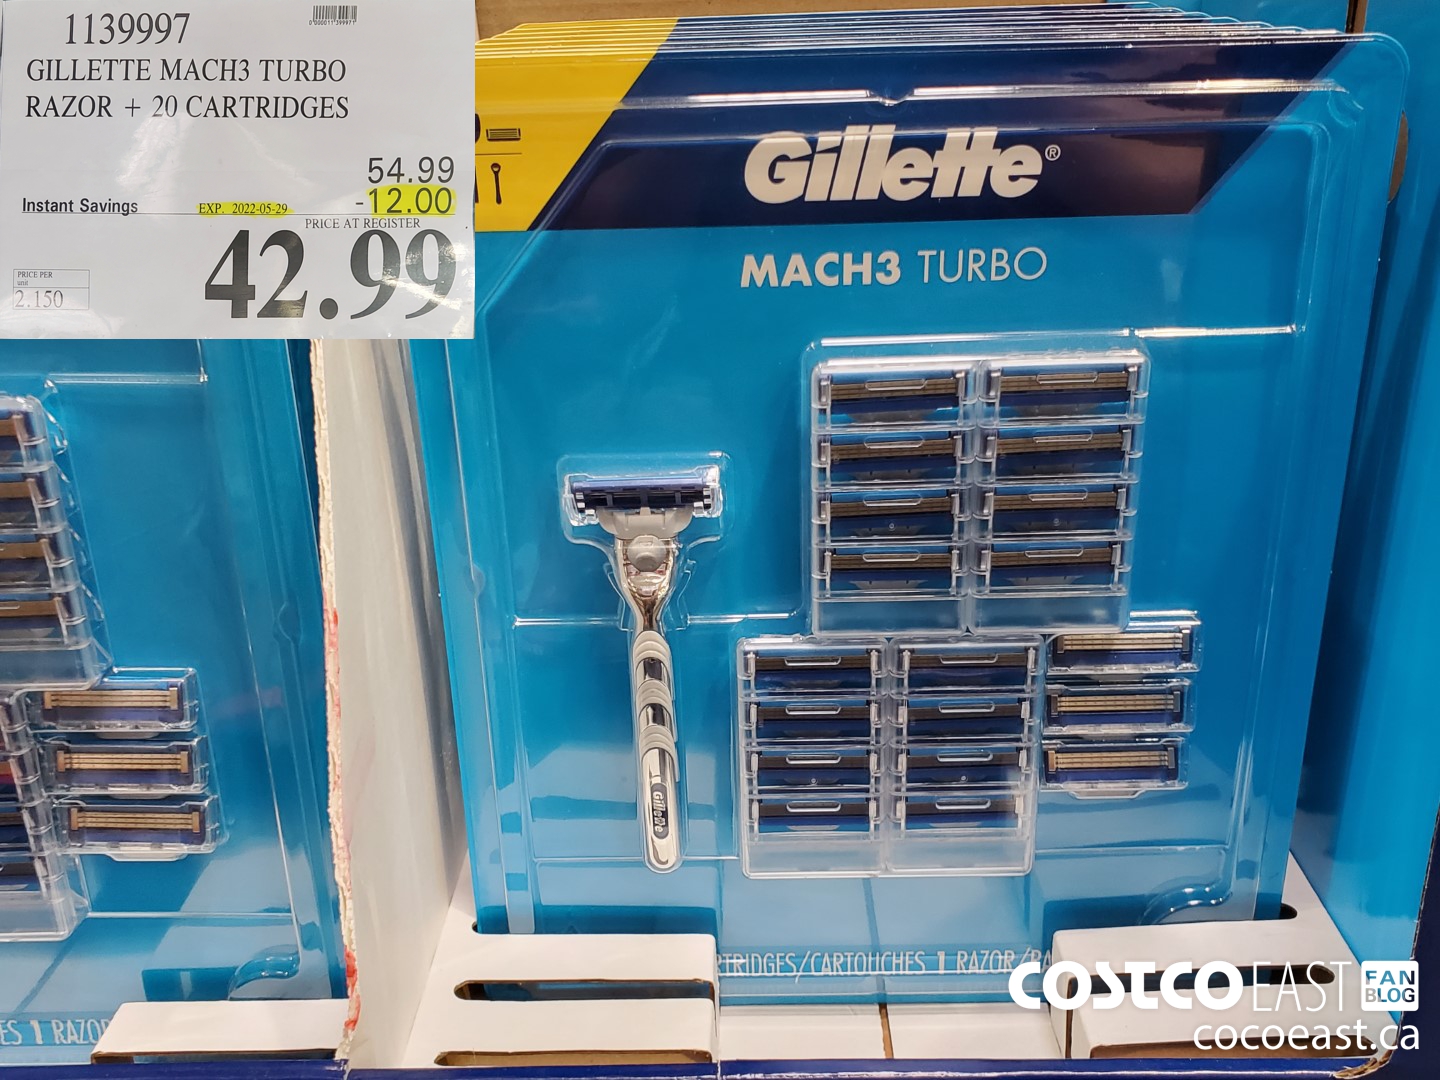 1139997
0000011399971
GILLETTE MACH3 TURBO
RAZOR + 20 CARTRIDGES
54.99
Instant Savings EXP. 2022-05-29 -12.00
PRICE AT REGISTER
42.99
PRICE PER
unit
2.150
Gillette®
MACH3 TURBO
Gillette
CARTOUCHES 1 RAZOR
1 RAZOR
COSTCO EAST FAN BLOG
cocoeast.ca